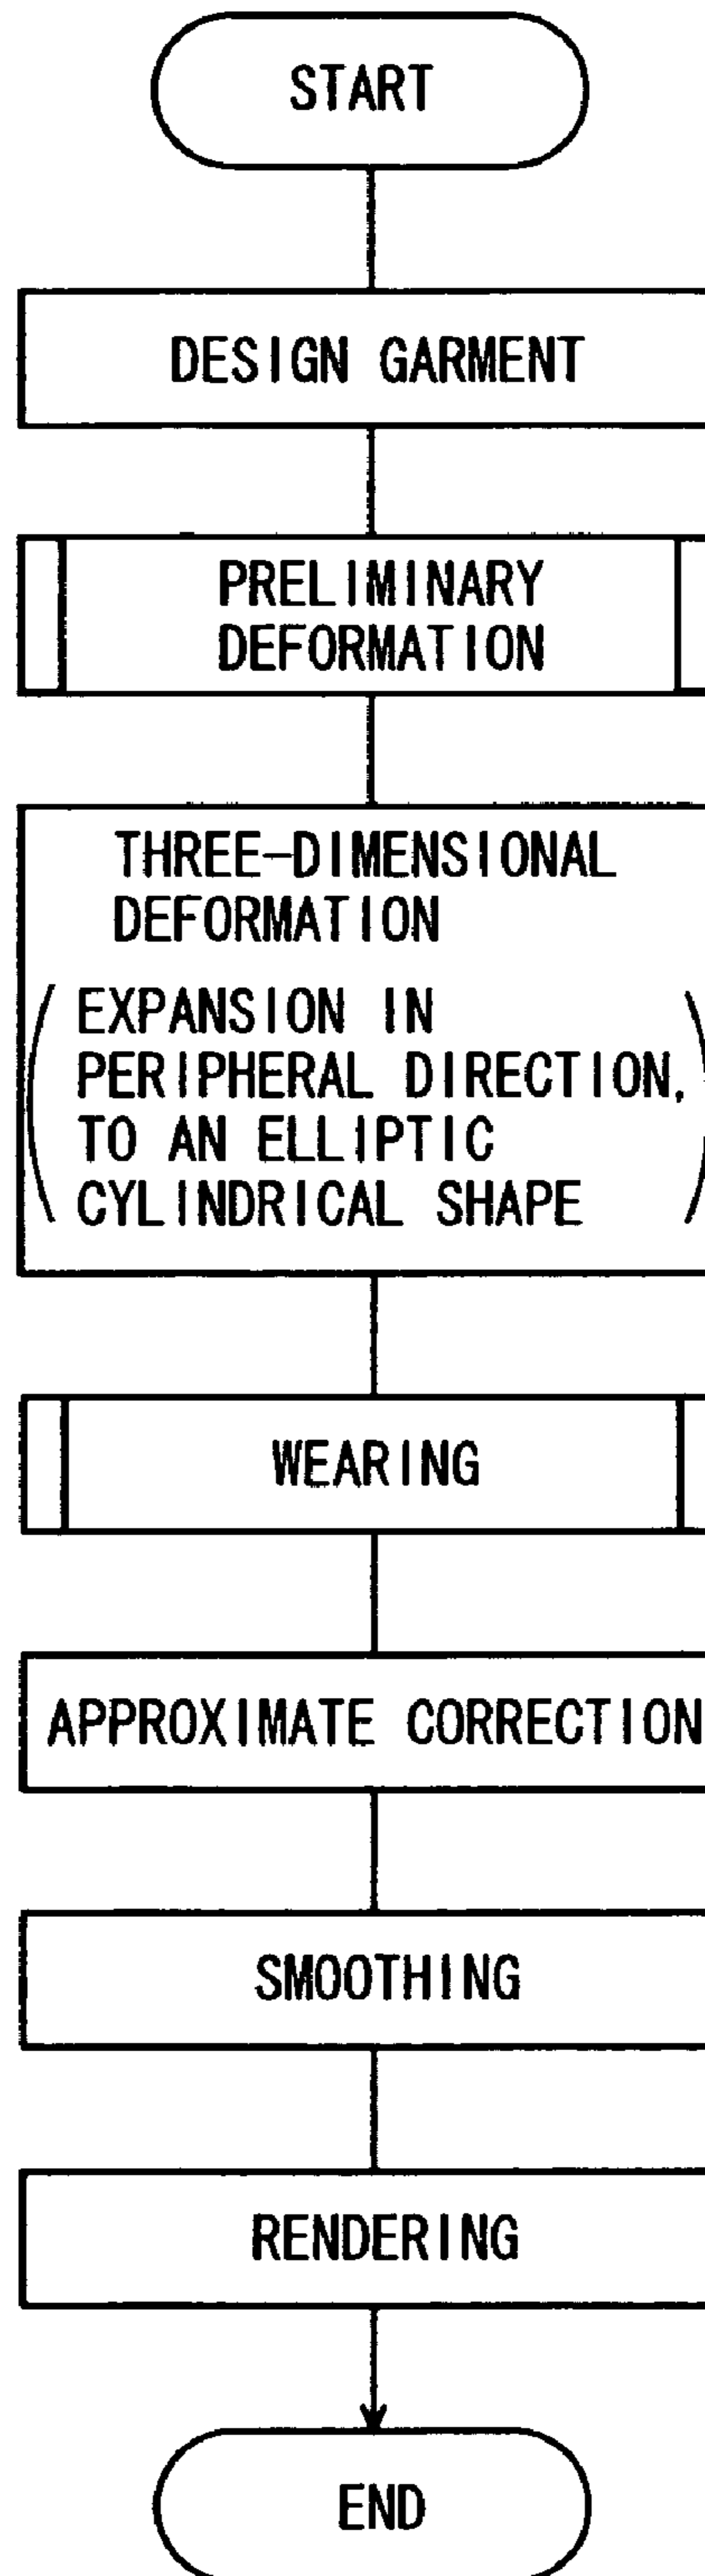 START
DESIGN GARMENT
PRELIMINARY
DEFORMATION
THREE-DIMENSIONAL
DEFORMATION
(EXPANSION IN
PERIPHERAL DIRECTION,
TO AN ELLIPTIC
CYLINDRICAL SHAPE)
WEARING
APPROXIMATE CORRECTION
SMOOTHING
RENDERING
END